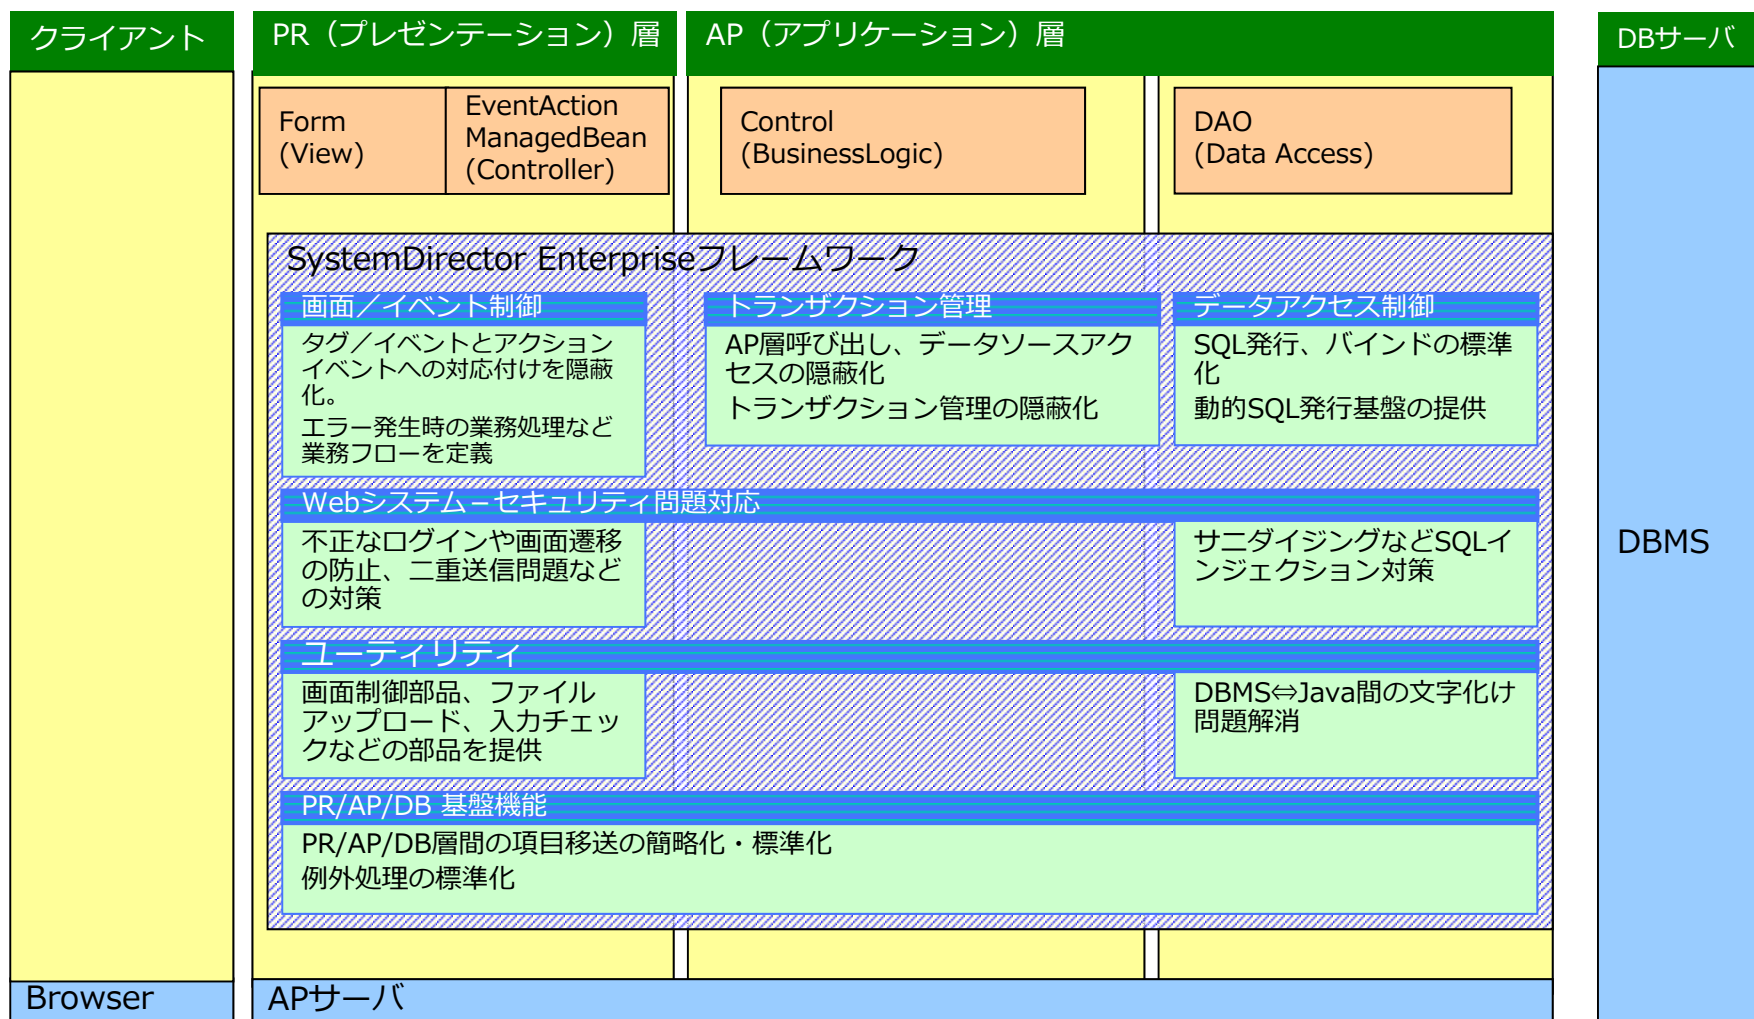 クライアント
PR（プレゼンテーション）層
AP（アプリケーション）層
DBサーバ
Form
(View)
EventAction
ManagedBean
(Controller)
Control
(BusinessLogic)
DAO
(Data Access)
SystemDirector Enterpriseフレームワーク
画面／イベント制御
タグ／イベントとアクション
イベントへの対応付けを隠蔽
化。
エラー発生時の業務処理など
業務フローを定義
トランザクション管理
AP層呼び出し、データソースアク
セスの隠蔽化
トランザクション管理の隠蔽化
データアクセス制御
SQL発行、バインドの標準
化
動的SQL発行基盤の提供
Webシステム－セキュリティ問題対応
不正なログインや画面遷移
の防止、二重送信問題など
の対策
サニダイジングなどSQLイ
ンジェクション対策
DBMS
ユーティリティ
画面制御部品、ファイル
アップロード、入力チェッ
クなどの部品を提供
DBMS⇔Java間の文字化け
問題解消
PR/AP/DB 基盤機能
PR/AP/DB層間の項目移送の簡略化・標準化
例外処理の標準化
Browser
APサーバ